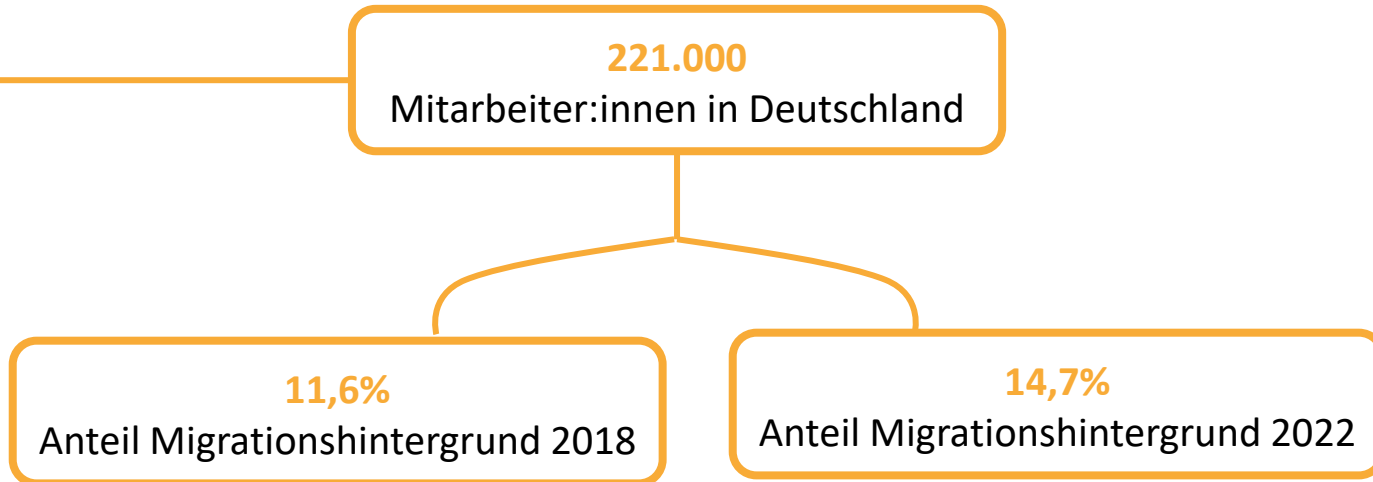 221.000
Mitarbeiter:innen in Deutschland
11,6%
Anteil Migrationshintergrund 2018
14,7%
Anteil Migrationshintergrund 2022